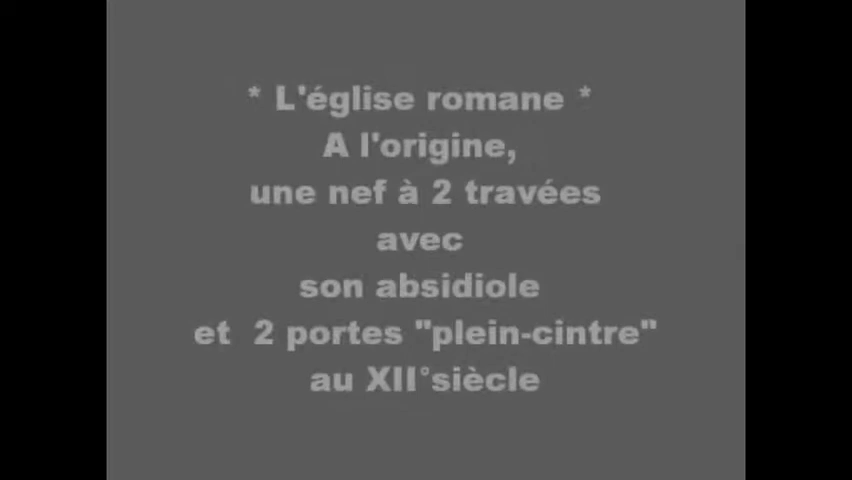 * L'église romane *
A l'origine,
une nef à 2 travées
avec
son absidiole
et 2 portes "plein-cintre"
au XII°siècle